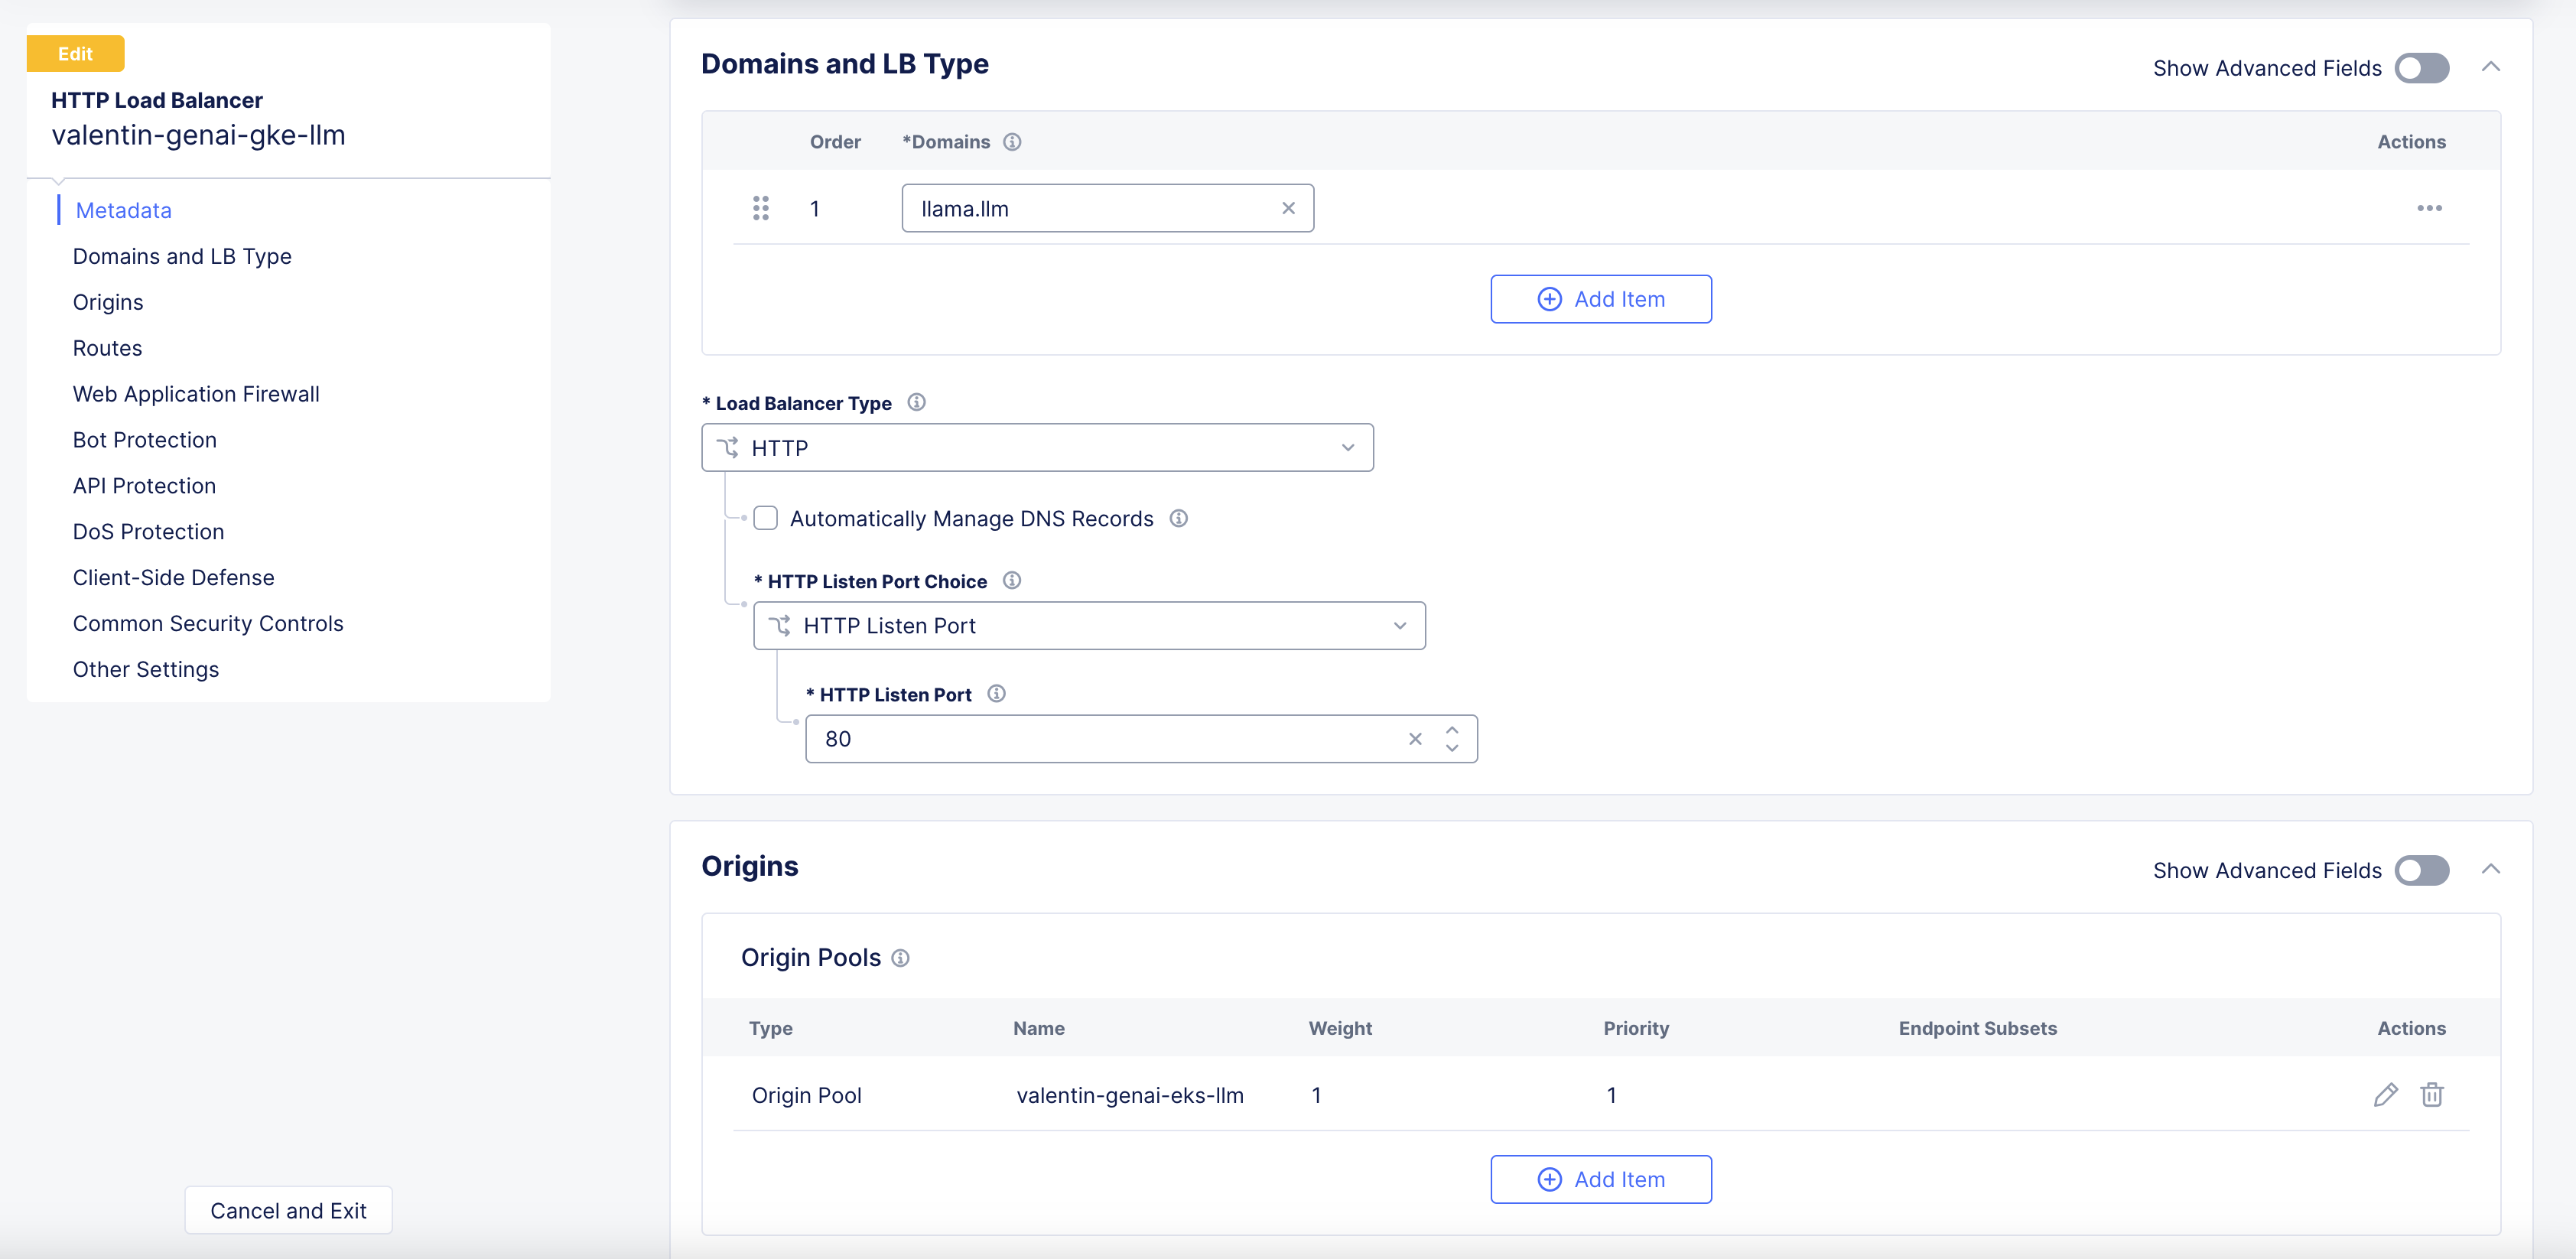 Edit
HTTP Load Balancer
valentin-genai-gke-llm
Metadata
Domains and LB Type
Origins
Routes
Web Application Firewall
Bot Protection
API Protection
DoS Protection
Client-Side Defense
Common Security Controls
Other Settings
Cancel and Exit
Domains and LB Type
Show Advanced Fields
Order *Domains Actions
1 llama.llm
Add Item
* Load Balancer Type
HTTP
Automatically Manage DNS Records
* HTTP Listen Port Choice
HTTP Listen Port
* HTTP Listen Port
80
Origins
Show Advanced Fields
Origin Pools
Type Name Weight Priority Endpoint Subsets Actions
Origin Pool valentin-genai-eks-llm 1 1
Add Item